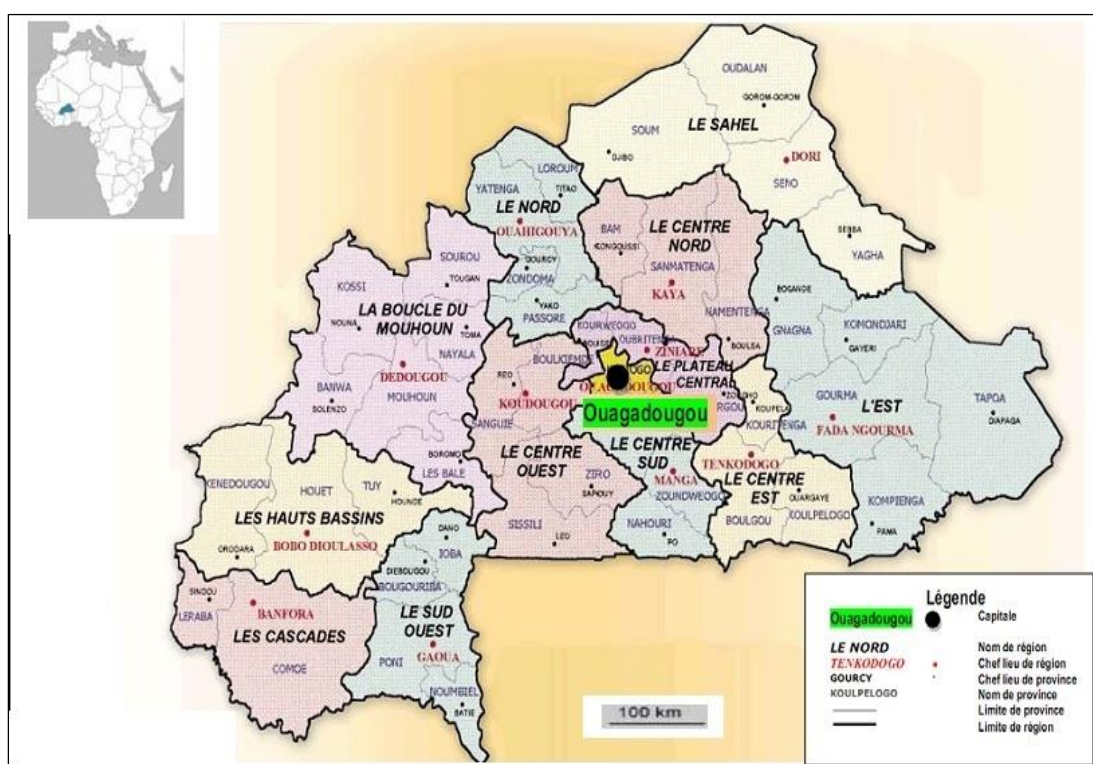 OUDALAN
GOROM-GOROM
SOUM
LE SAHEL
DJIBO
DORI
SENO
SEBBA
YAGHA
LOROUM
YATENGA
TITAO
LE NORD
OUAHIGOUYA
GOURCY
ZONDOMA
YAKO
PASSORE
BAM
LE CENTRE
NORD
KONGOUSSI
SANMATENGA
KAYA
NAMENTENGA
BOULSA
SOUROU
KOSSI
TOUGAN
LA BOUCLE DU
MOUHOUN
NOUNA
TOMA
NAYALA
DEDOUGOU
BANWA
MOUHOUN
SOLENZO
BOROMO
LES BALE
BOGANDE
GNAGNA
KOMONDJARI
GAYERI
GOURMA
L'EST
TAPOA
DIAPAGA
FADA NGOURMA
KOMPIENGA
PAMA
KOURWEOGO
OUBRITENGA
ZINIARE
LE PLATEAU
CENTRAL
Ouagadougou
BOULKIEMDE
REO
KOUDOUGOU
SANGUIE
LE CENTRE
OUEST
ZIRO
SAPOUY
SISSILI
LEO
LE CENTRE
SUD
MANGA
ZOUNDWEOGO
NAHOURI
PO
KOUPELA
KOURITENGA
TENKODOGO
LE CENTRE
EST
OUARGAYE
BOULGOU
KOULPELOGO
KENEDOUGOU
HOUET
TUY
HOUNDE
LES HAUTS BASSINS
BOBO DIOULASSO
ORODARA
SINDOU
BANFORA
LERABA
LES CASCADES
COMOE
DANO
IOBA
DIEBOUGOU
BOUGOURIBA
LE SUD
OUEST
GAOUA
PONI
NOUMBIEL
BATIE
100 km
Légende
Ouagadougou Capitale
LE NORD Nom de région
TENKODOGO Chef lieu de région
GOURCY Chef lieu de province
KOULPELOGO Nom de province
Limite de province
Limite de région